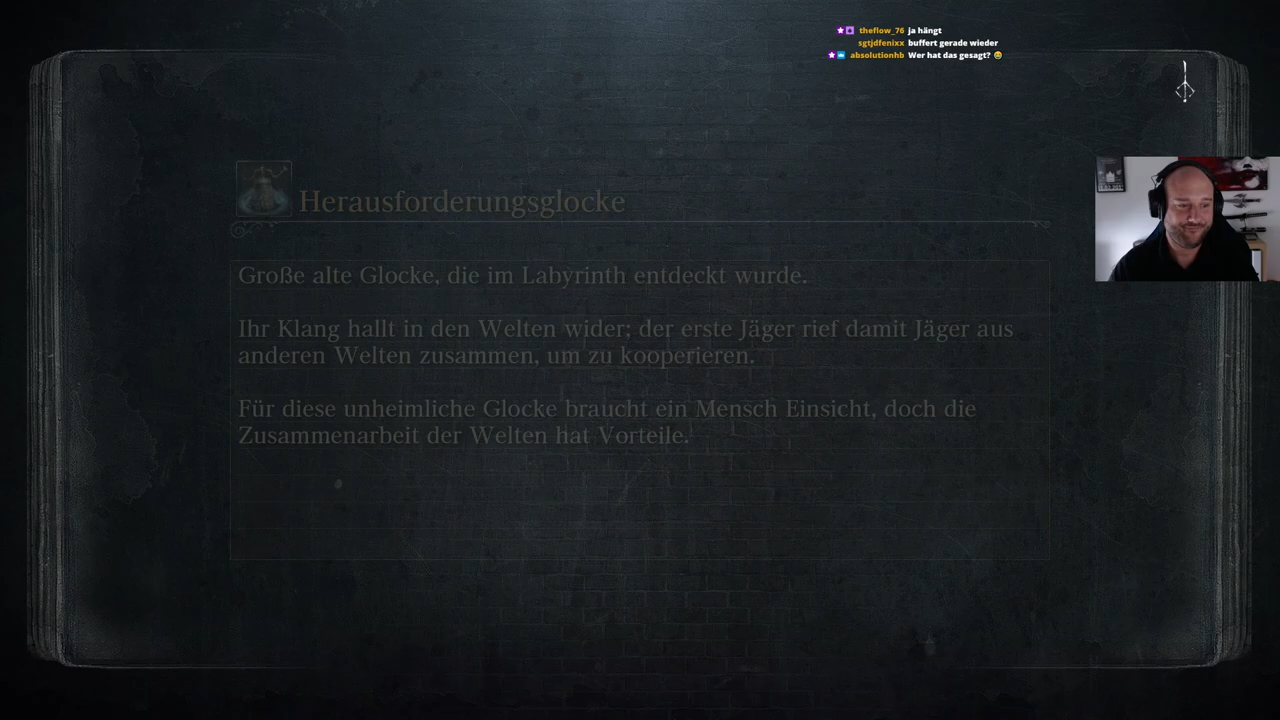 theflow_76 ja hängt
sgtjdfenixx buffert gerade wieder
absolutionhb Wer hat das gesagt? 😄
Herausforderungsglocke
Große alte Glocke, die im Labyrinth entdeckt wurde.
Ihr Klang hallt in den Welten wider; der erste Jäger rief damit Jäger aus
anderen Welten zusammen, um zu kooperieren.
Für diese unheimliche Glocke braucht ein Mensch Einsicht, doch die
Zusammenarbeit der Welten hat Vorteile.